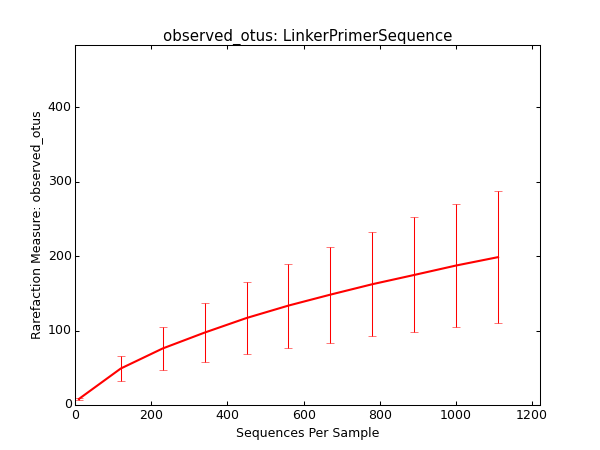 observed_otus: LinkerPrimerSequence
Rarefaction Measure: observed_otus
400
300
200
100
0
0 200 400 600 800 1000 1200
Sequences Per Sample